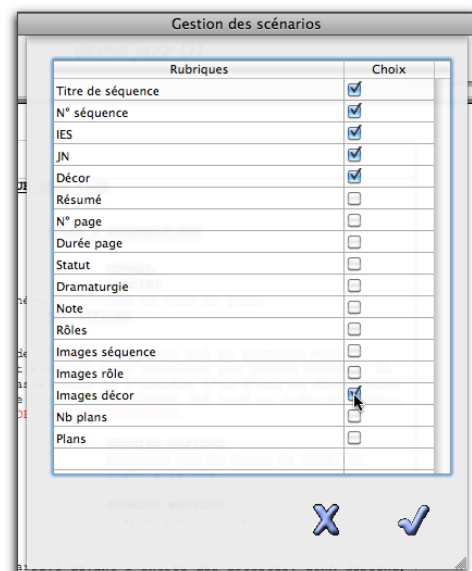 Gestion des scénarios
Rubriques Choix
Titre de séquence
N° séquence
IES
JN
Décor
Résumé
N° page
Durée page
Statut
Dramaturgie
Note
Rôles
Images séquence
Images rôle
Images décor
Nb plans
Plans